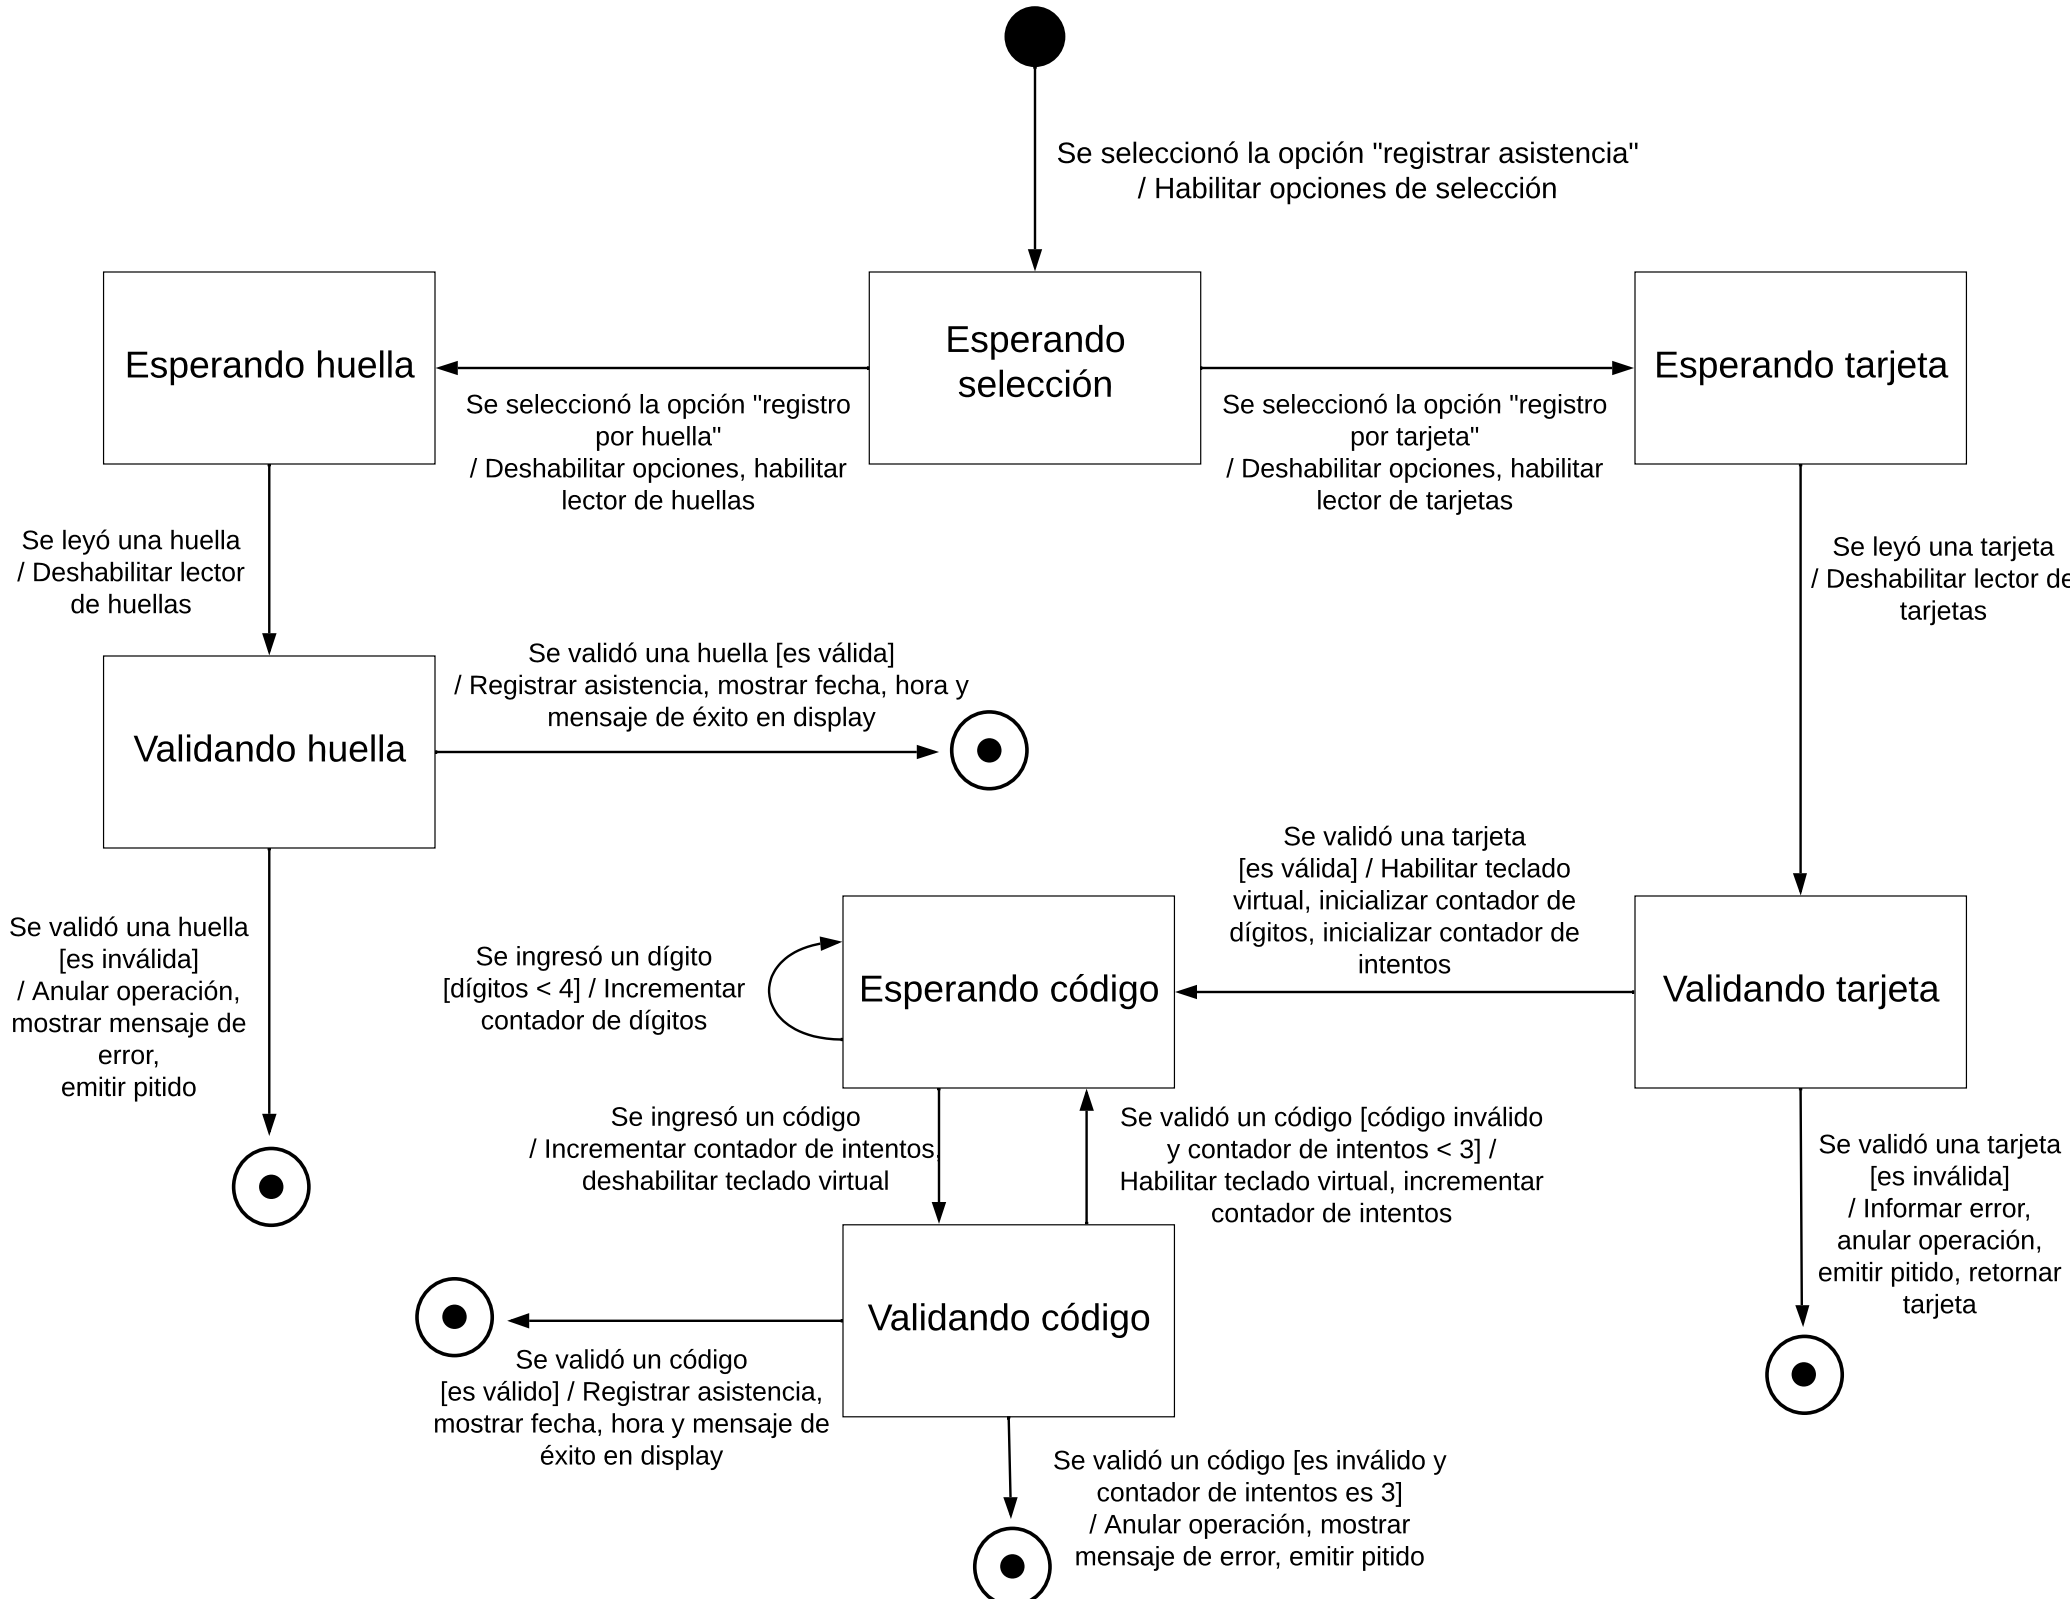 Se seleccionó la opción "registrar asistencia"
/ Habilitar opciones de selección
Esperando huella
Esperando
selección
Esperando tarjeta
Se seleccionó la opción "registro
por huella"
/ Deshabilitar opciones, habilitar
lector de huellas
Se seleccionó la opción "registro
por tarjeta"
/ Deshabilitar opciones, habilitar
lector de tarjetas
Se leyó una huella
/ Deshabilitar lector
de huellas
Se leyó una tarjeta
/ Deshabilitar lector de
tarjetas
Se validó una huella [es válida]
/ Registrar asistencia, mostrar fecha, hora y
mensaje de éxito en display
Validando huella
Se validó una tarjeta
[es válida] / Habilitar teclado
virtual, inicializar contador de
dígitos, inicializar contador de
intentos
Se validó una huella
[es inválida]
/ Anular operación,
mostrar mensaje de
error,
emitir pitido
Se ingresó un dígito
[dígitos < 4] / Incrementar
contador de dígitos
Esperando código
Validando tarjeta
Se ingresó un código
/ Incrementar contador de intentos,
deshabilitar teclado virtual
Se validó un código [código inválido
y contador de intentos < 3] /
Habilitar teclado virtual, incrementar
contador de intentos
Se validó una tarjeta
[es inválida]
/ Informar error,
anular operación,
emitir pitido, retornar
tarjeta
Validando código
Se validó un código
[es válido] / Registrar asistencia,
mostrar fecha, hora y mensaje de
éxito en display
Se validó un código [es inválido y
contador de intentos es 3]
/ Anular operación, mostrar
mensaje de error, emitir pitido